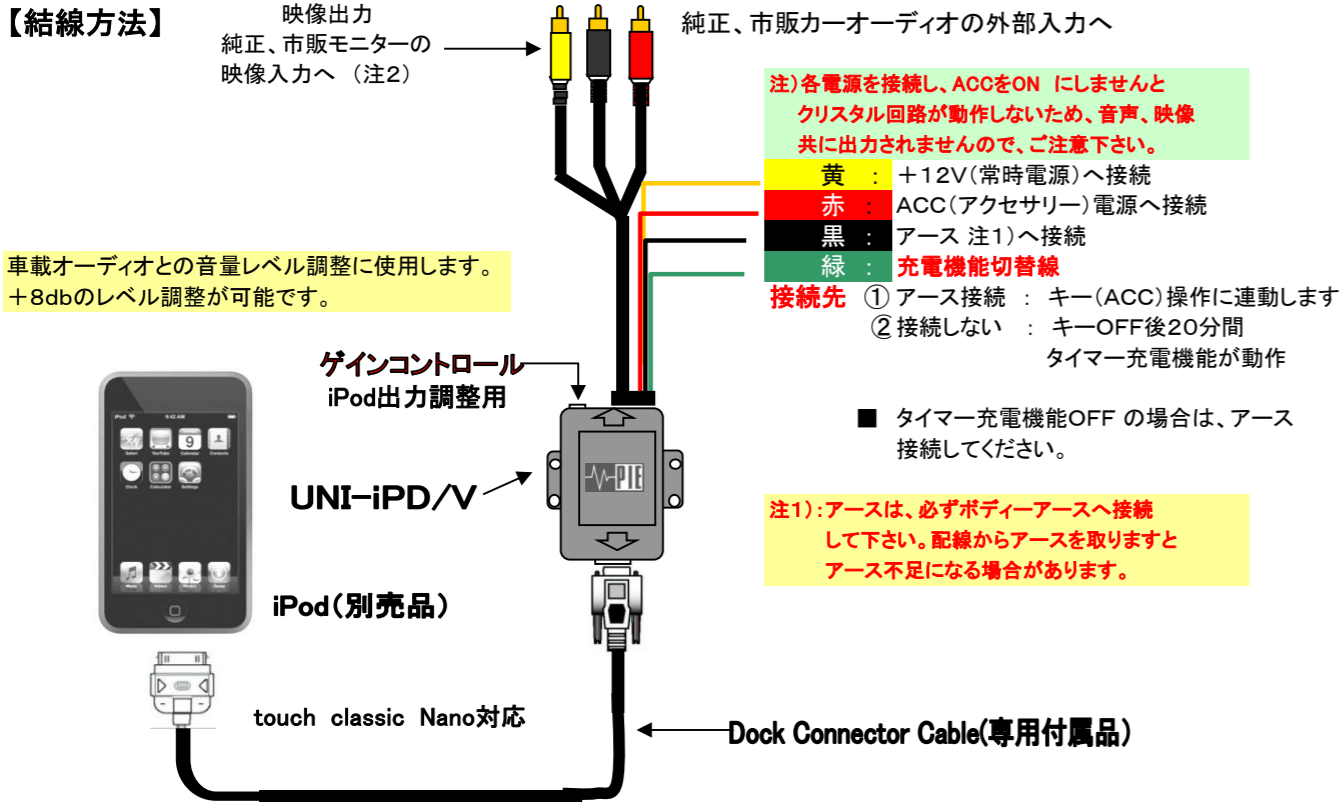 【結線方法】
映像出力
純正、市販モニターの
映像入力へ （注2）
純正、市販カーオーディオの外部入力へ
注）各電源を接続し、ACCをON にしませんと
クリスタル回路が動作しないため、音声、映像
共に出力されませんので、ご注意下さい。
黄 ： ＋12V（常時電源）へ接続
赤 ： ACC（アクセサリー）電源へ接続
黒 ： アース 注1）へ接続
緑 ： 充電機能切替線
接続先 ① アース接続 ： キー（ACC）操作に連動します
② 接続しない ： キーOFF後20分間
タイマー充電機能が動作
■ タイマー充電機能OFF の場合は、アース
接続してください。
注1）：アースは、必ずボディーアースへ接続
して下さい。配線からアースを取りますと
アース不足になる場合があります。
車載オーディオとの音量レベル調整に使用します。
＋8dbのレベル調整が可能です。
ゲインコントロール
iPod出力調整用
UNI−iPD/V
PIE
iPod
9:42 AM
Safari
YouTube
9
Calendar
Contacts
Clock
Calculator
Settings
Music
Videos
Photos
iTunes
iPod（別売品）
touch classic Nano対応
Dock Connector Cable(専用付属品)